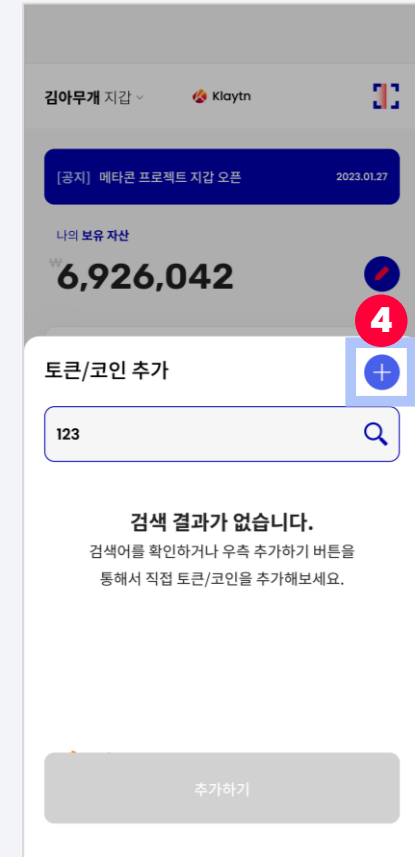 김아무개 지갑
Klaytn
[공지] 메타콘 프로젝트 지갑 오픈 2023.01.27
나의 보유 자산
₩6,926,042
4
토큰/코인 추가
123
검색 결과가 없습니다.
검색어를 확인하거나 우측 추가하기 버튼을
통해서 직접 토큰/코인을 추가해보세요.
추가하기